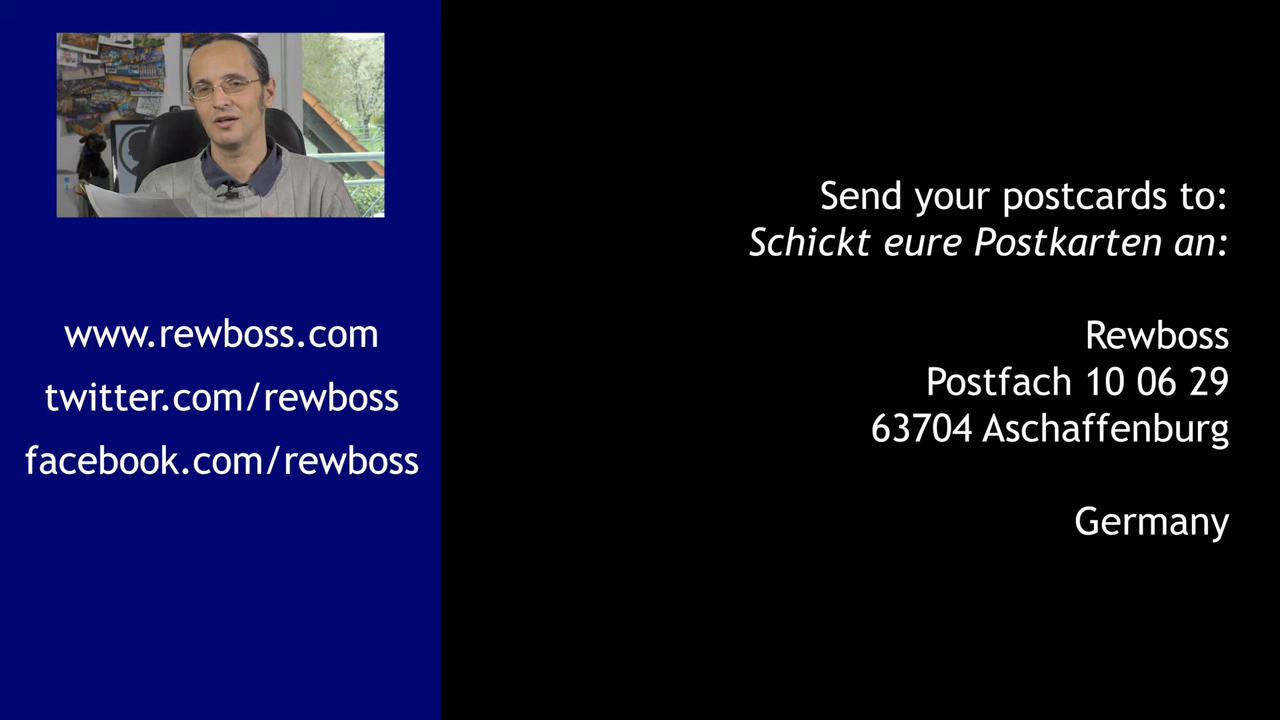 www.rewboss.com
twitter.com/rewboss
facebook.com/rewboss
Send your postcards to:
Schickt eure Postkarten an:
Rewboss
Postfach 10 06 29
63704 Aschaffenburg
Germany